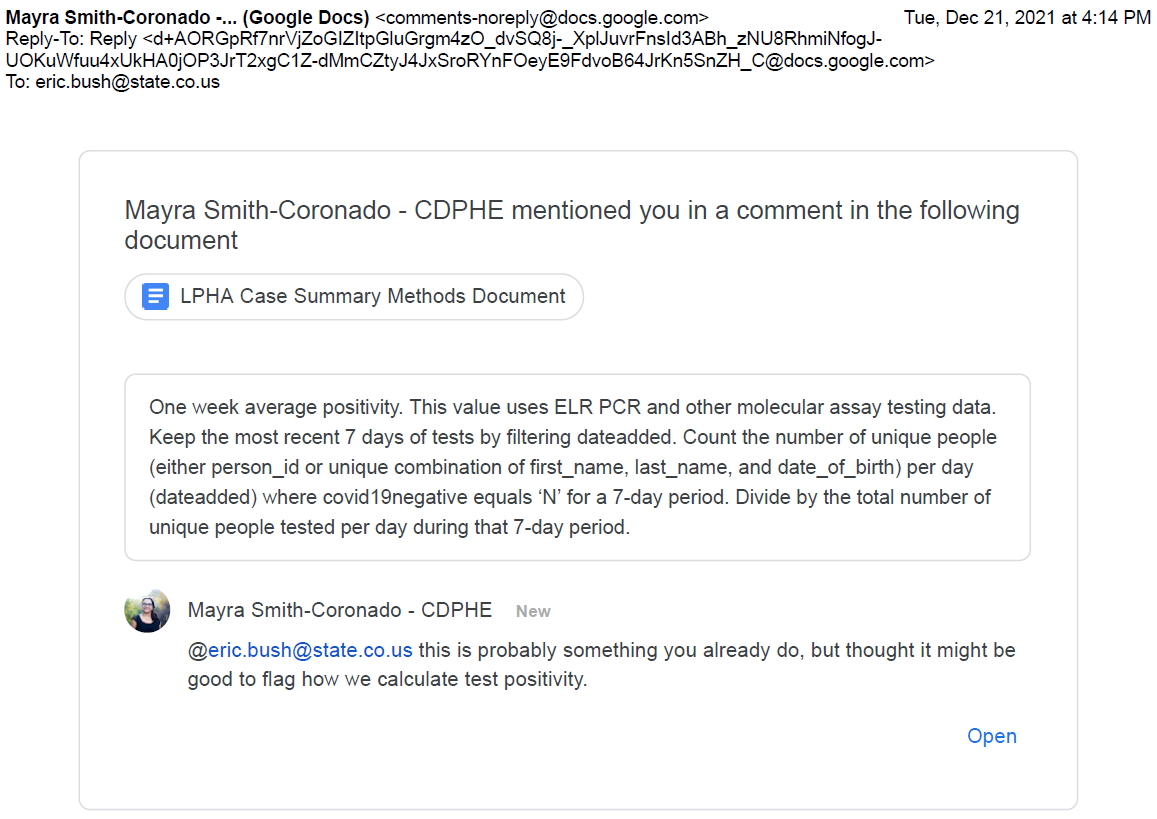 Mayra Smith-Coronado -... (Google Docs) <comments-noreply@docs.google.com> Tue, Dec 21, 2021 at 4:14 PM
Reply-To: Reply <d+AORGpRf7nrVjZoGIZItpGluGrgm4zO_dvSQ8j-_XplJuvrFnsId3ABh_zNU8RhmiNfogJ-
UOKuWfuu4xUkHA0jOP3JrT2xgC1Z-dMmCZtyJ4JxSroRYnFOeyE9FdvoB64JrKn5SnZH_C@docs.google.com>
To: eric.bush@state.co.us
Mayra Smith-Coronado - CDPHE mentioned you in a comment in the following
document
LPHA Case Summary Methods Document
One week average positivity. This value uses ELR PCR and other molecular assay testing data.
Keep the most recent 7 days of tests by filtering dateadded. Count the number of unique people
(either person_id or unique combination of first_name, last_name, and date_of_birth) per day
(dateadded) where covid19negative equals ‘N’ for a 7-day period. Divide by the total number of
unique people tested per day during that 7-day period.
Mayra Smith-Coronado - CDPHE New
@eric.bush@state.co.us this is probably something you already do, but thought it might be
good to flag how we calculate test positivity.
Open